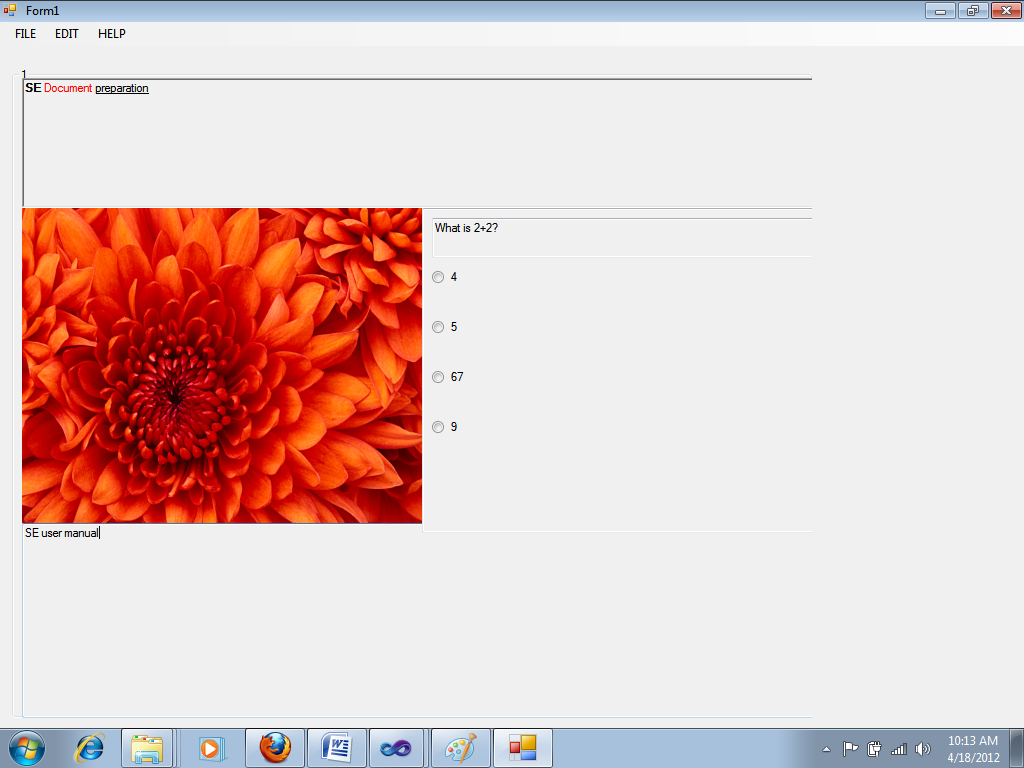 Form1
FILE EDIT HELP
1
SE Document preparation
What is 2+2?
4
5
67
9
SE user manual
10:13 AM
4/18/2012